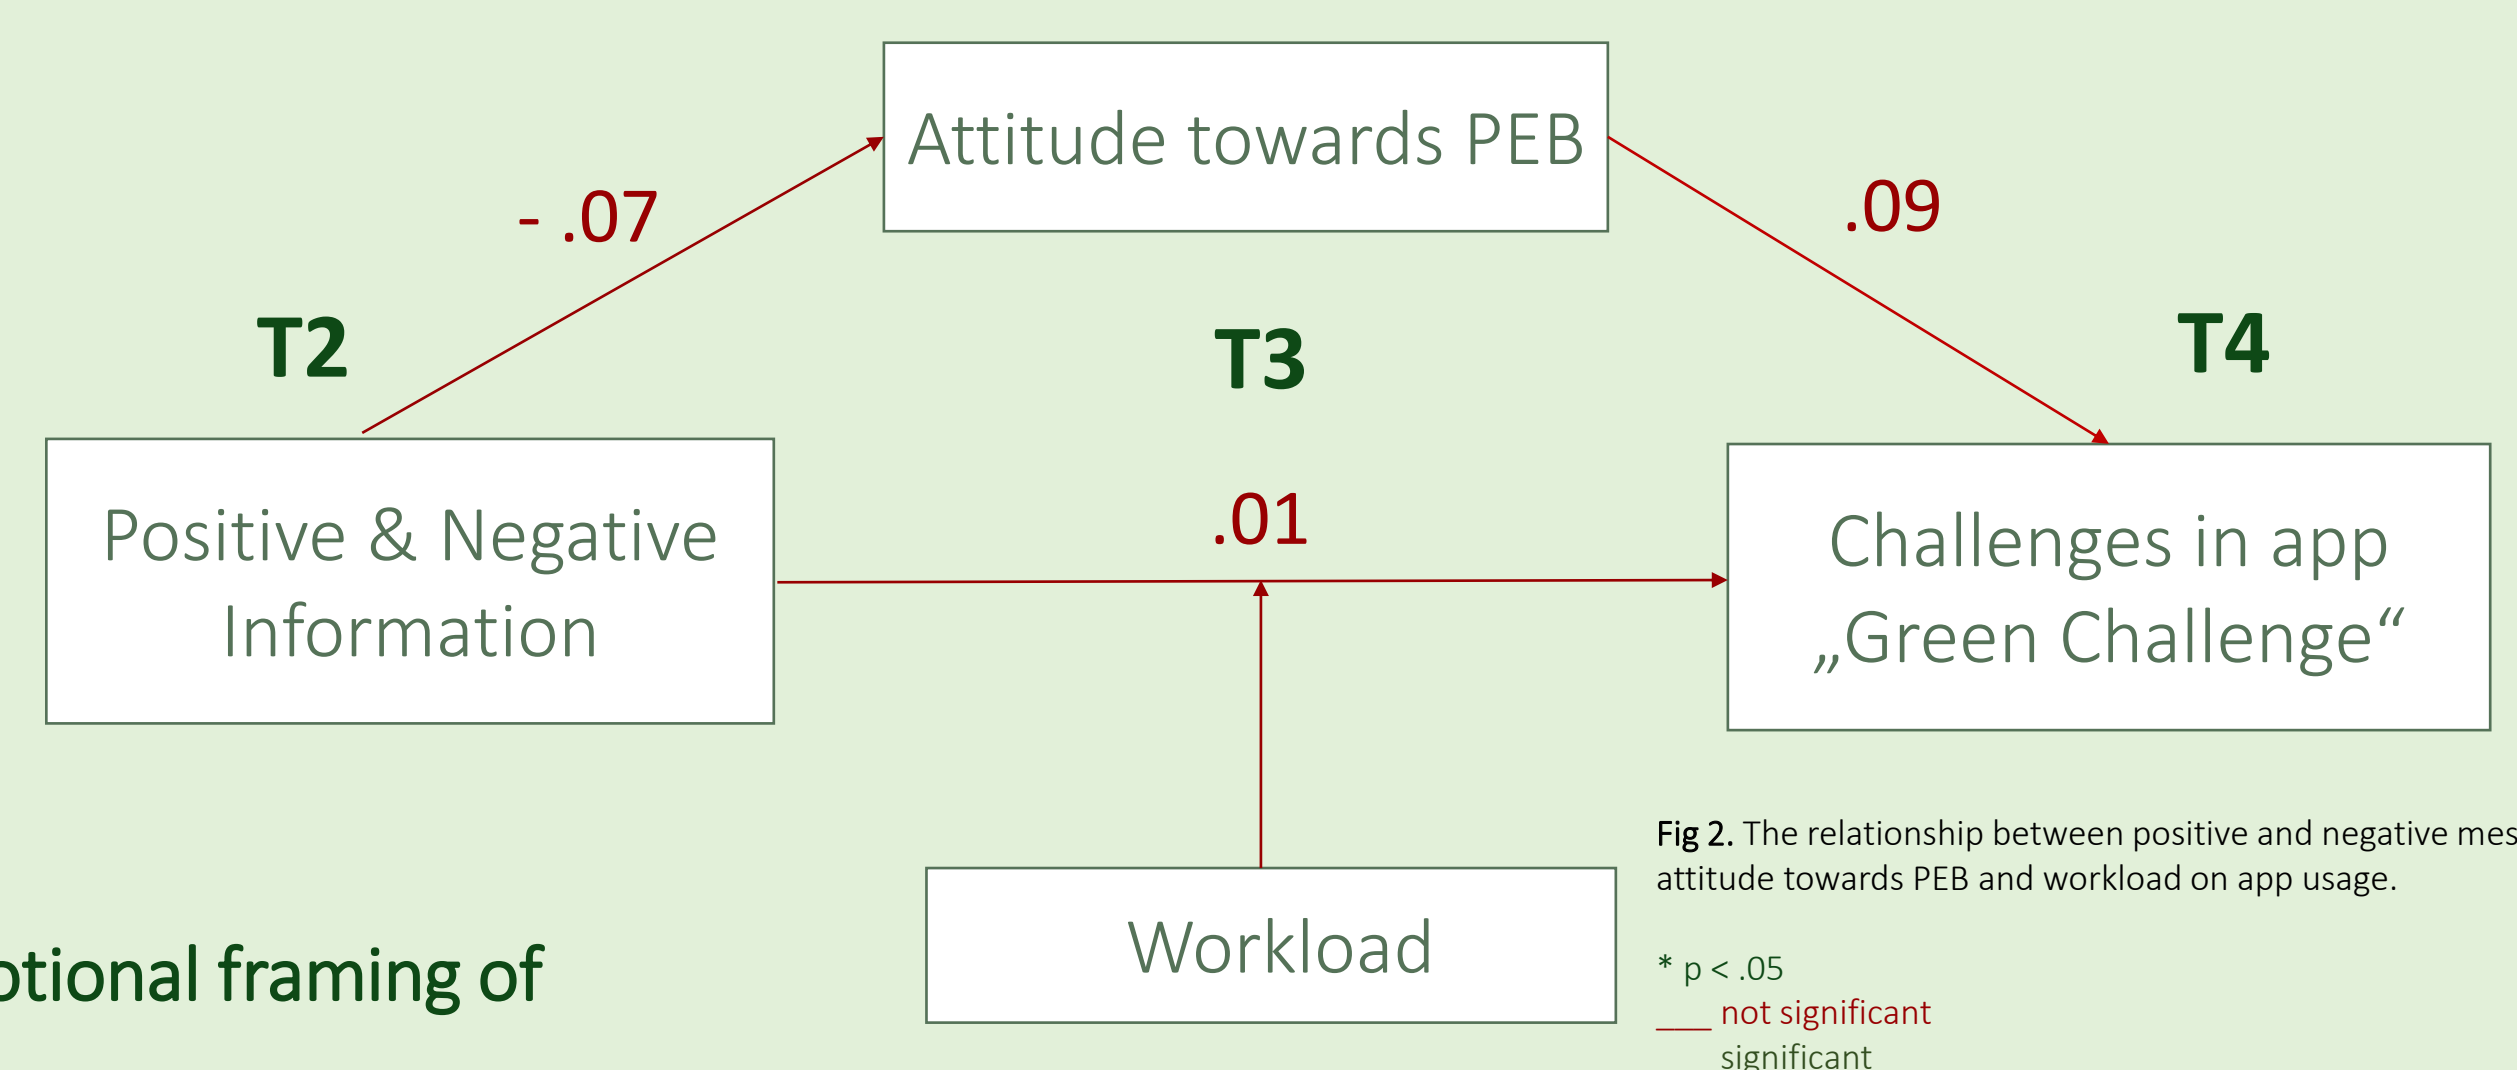 Attitude towards PEB
- .07
.09
T2
T3
T4
Positive & Negative
Information
.01
Challenges in app
„Green Challenge“
Workload
Fig 2. The relationship between positive and negative
attitude towards PEB and workload on app usage.
* p < .05
___ not significant
significant
framing of